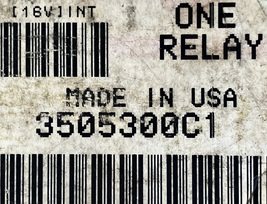 [16V]INT
ONE
RELAY
MADE IN USA
3505300C1